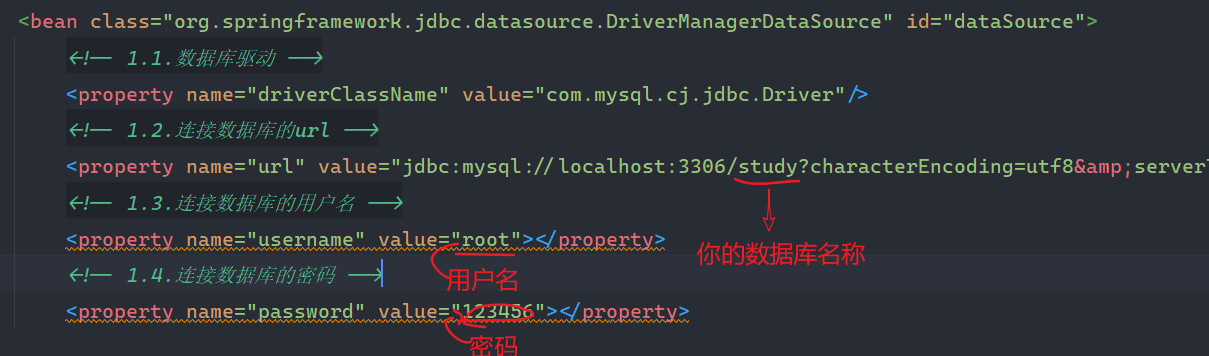 <bean class="org.springframework.jdbc.datasource.DriverManagerDataSource" id="dataSource">
<!-- 1.1.数据库驱动 -->
<property name="driverClassName" value="com.mysql.cj.jdbc.Driver"/>
<!-- 1.2.连接数据库的url -->
<property name="url" value="jdbc:mysql://localhost:3306/study?characterEncoding=utf8&amp;server
<!-- 1.3.连接数据库的用户名 -->
<property name="username" value="root"></property>
你的数据库名称
<!-- 1.4.连接数据库的密码 -->
用户名
<property name="password" value="123456"></property>
密码